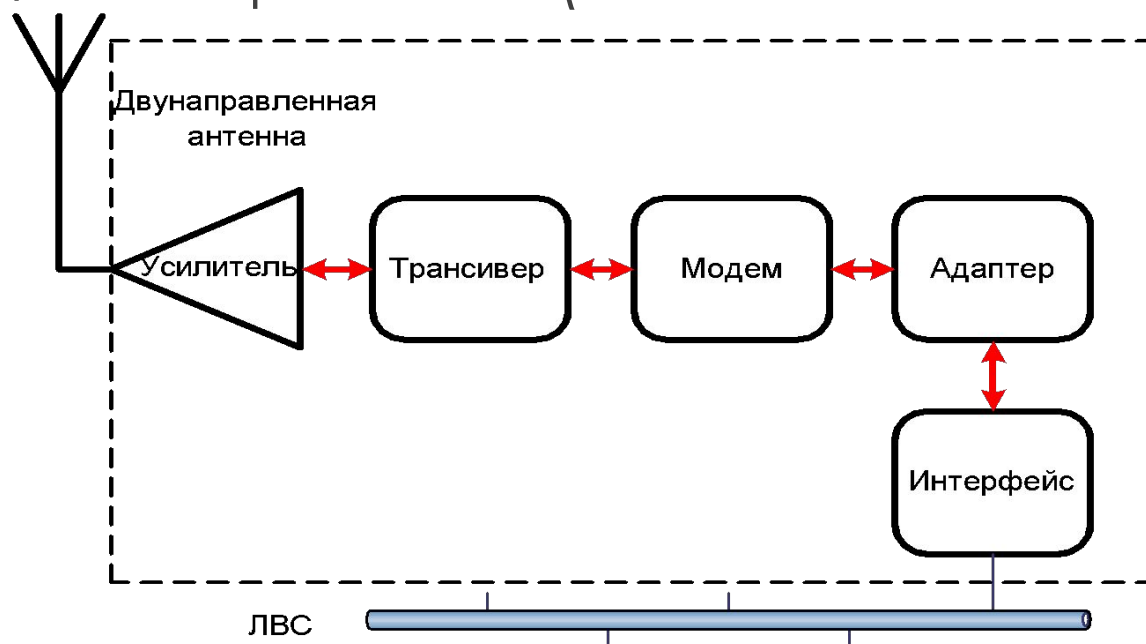 Двунаправленная
антенна
Усилитель
Трансивер
Модем
Адаптер
Интерфейс
ЛВС